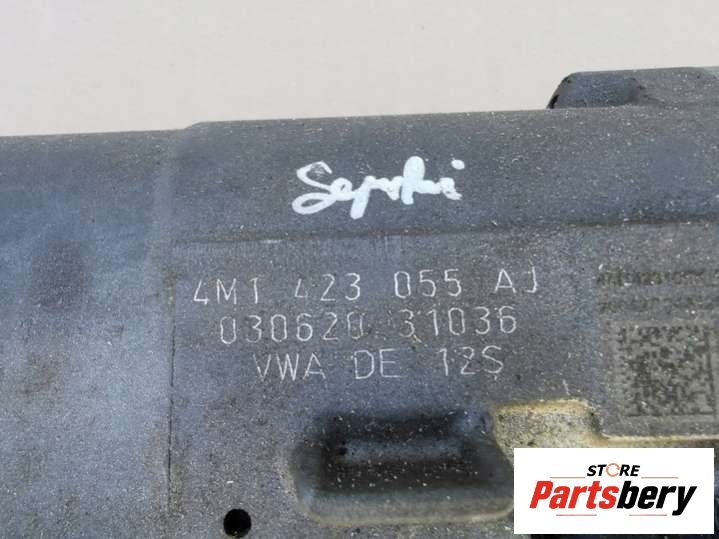 4M1 423 055 AJ
030620 31036
VWA DE 12S
STORE
Partsbery